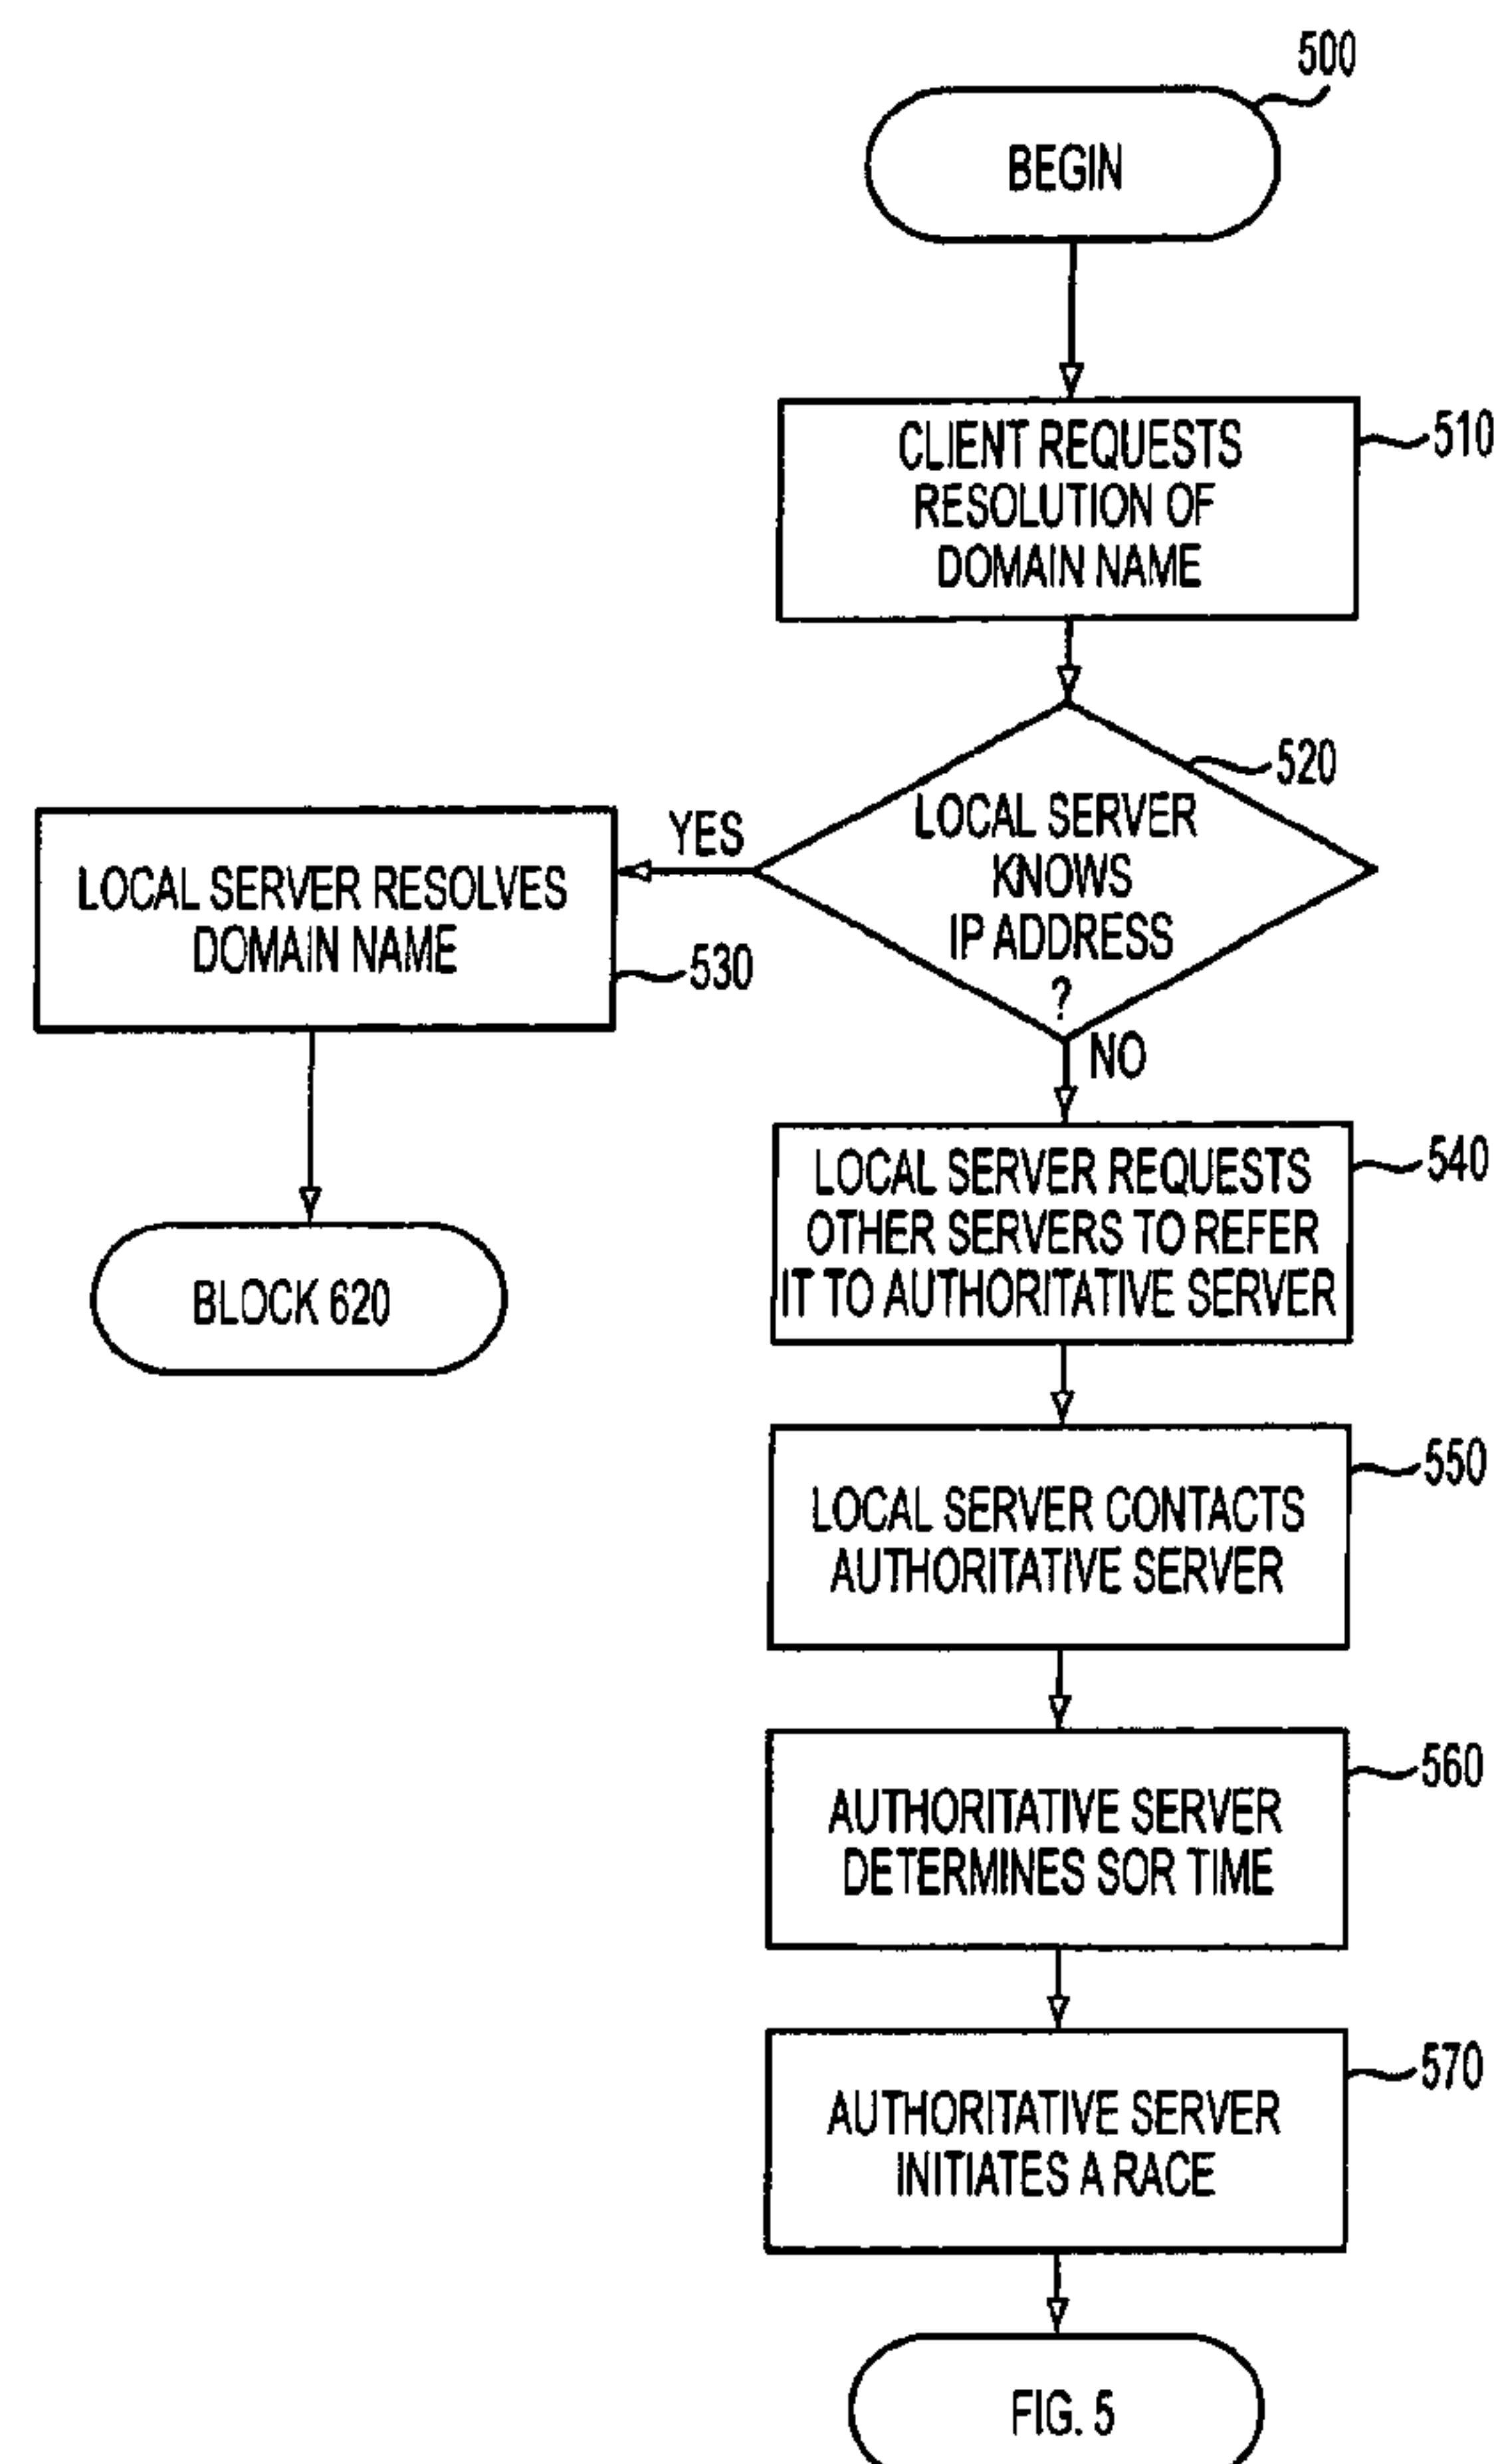 500
BEGIN
CLIENT REQUESTS
RESOLUTION OF
DOMAIN NAME
510
520
LOCAL SERVER
KNOWS
IP ADDRESS
?
YES
NO
LOCAL SERVER RESOLVES
DOMAIN NAME
530
BLOCK 620
LOCAL SERVER REQUESTS
OTHER SERVERS TO REFER
IT TO AUTHORITATIVE SERVER
540
LOCAL SERVER CONTACTS
AUTHORITATIVE SERVER
550
AUTHORITATIVE SERVER
DETERMINES SOR TIME
560
AUTHORITATIVE SERVER
INITIATES A RACE
570
FIG. 5